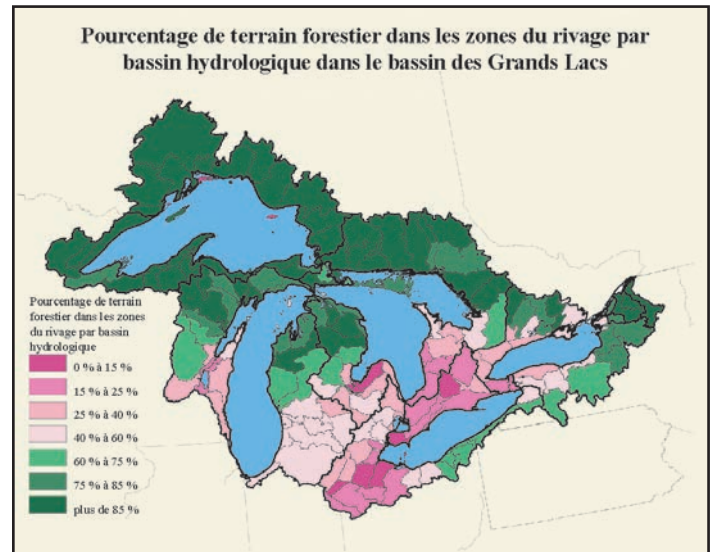 Pourcentage de terrain forestier dans les zones du rivage par
bassin hydrologique dans le bassin des Grands Lacs
Pourcentage de terrain
forestier dans les zones
du rivage par bassin
hydrologique
0 % à 15 %
15 % à 25 %
25 % à 40 %
40 % à 60 %
60 % à 75 %
75 % à 85 %
plus de 85 %